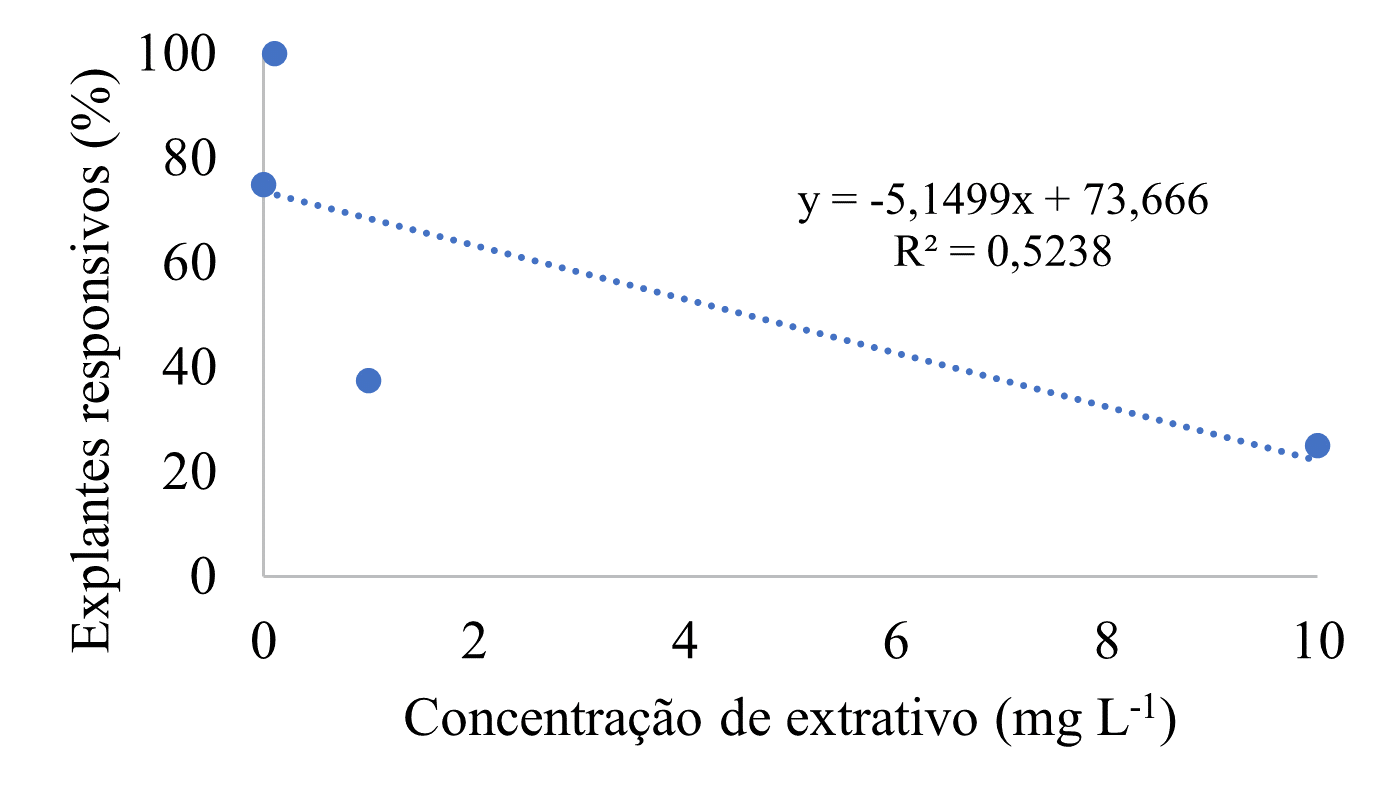 Explantes responsivos (%)
100
80
60
40
20
0
y = -5,1499x + 73,666
R² = 0,5238
0 2 4 6 8 10
Concentração de extrativo (mg L⁻¹)